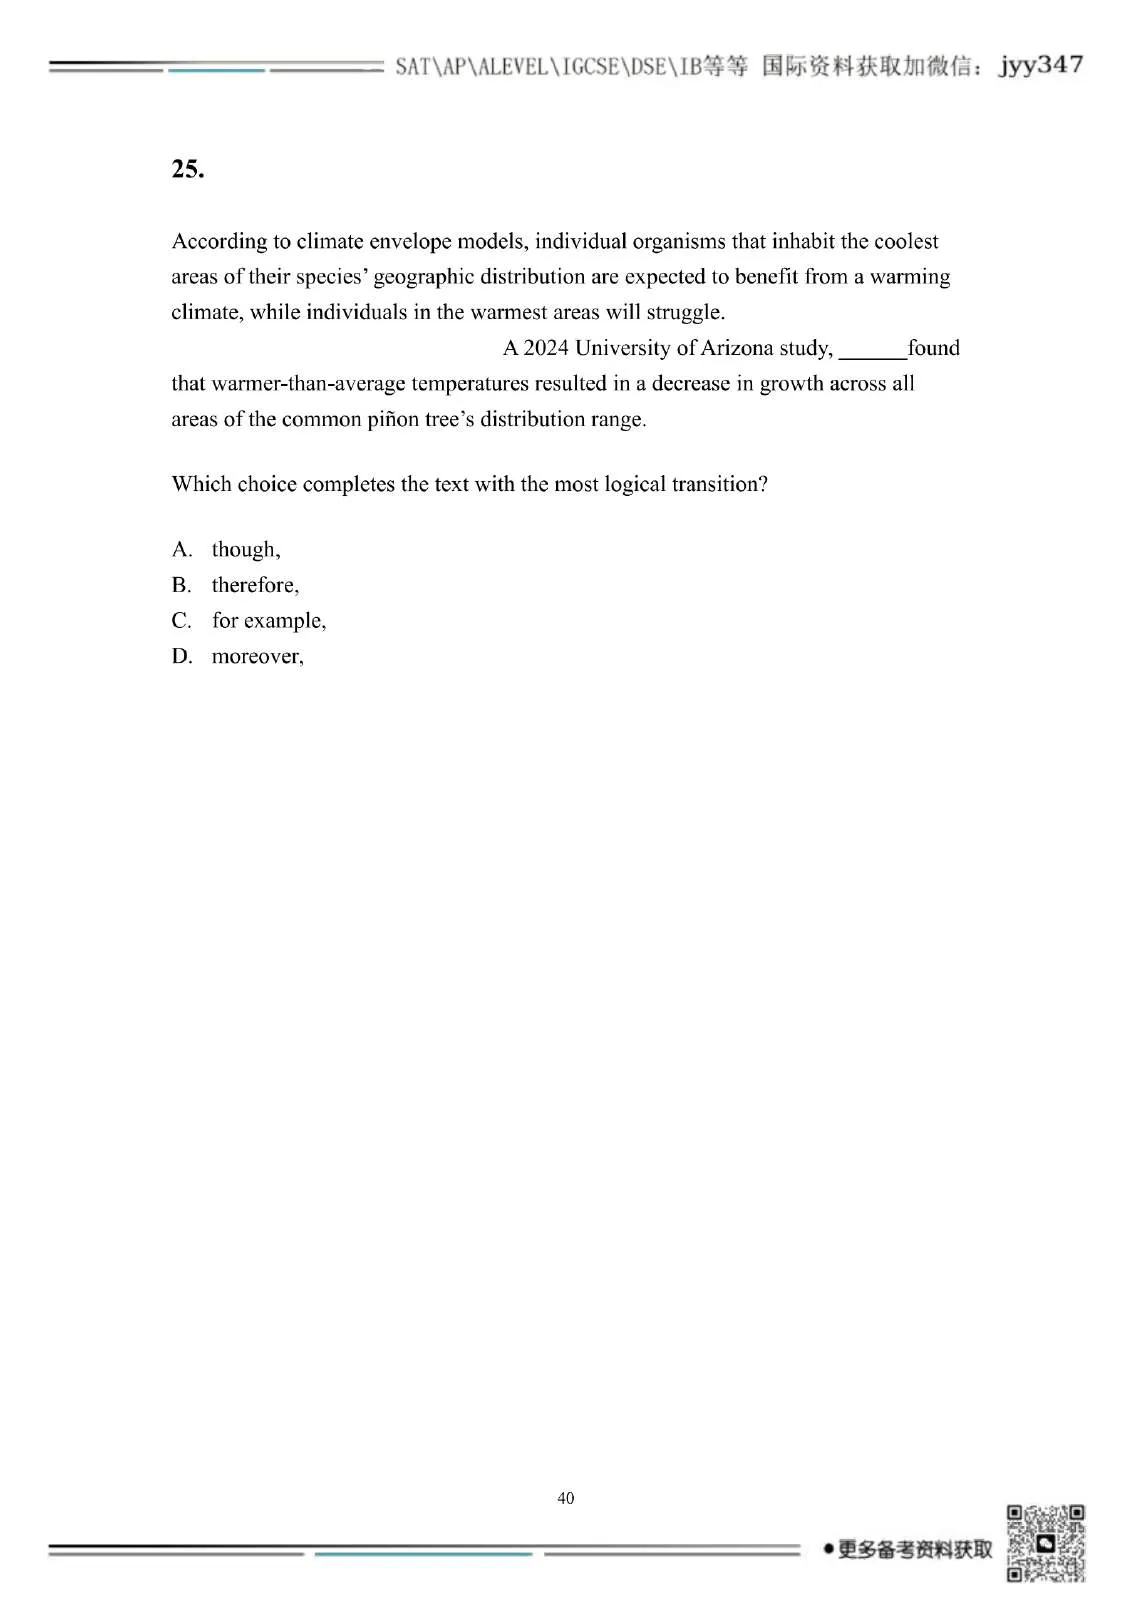 SAT\AP\ALEVEL\IGCSE\DSE\IB等等 国际资料获取加微信: jyy347
25.
According to climate envelope models, individual organisms that inhabit the coolest
areas of their species’ geographic distribution are expected to benefit from a warming
climate, while individuals in the warmest areas will struggle.
A 2024 University of Arizona study, ______found
that warmer-than-average temperatures resulted in a decrease in growth across all
areas of the common piñon tree’s distribution range.
Which choice completes the text with the most logical transition?
A. though,
B. therefore,
C. for example,
D. moreover,
40
●更多备考资料获取